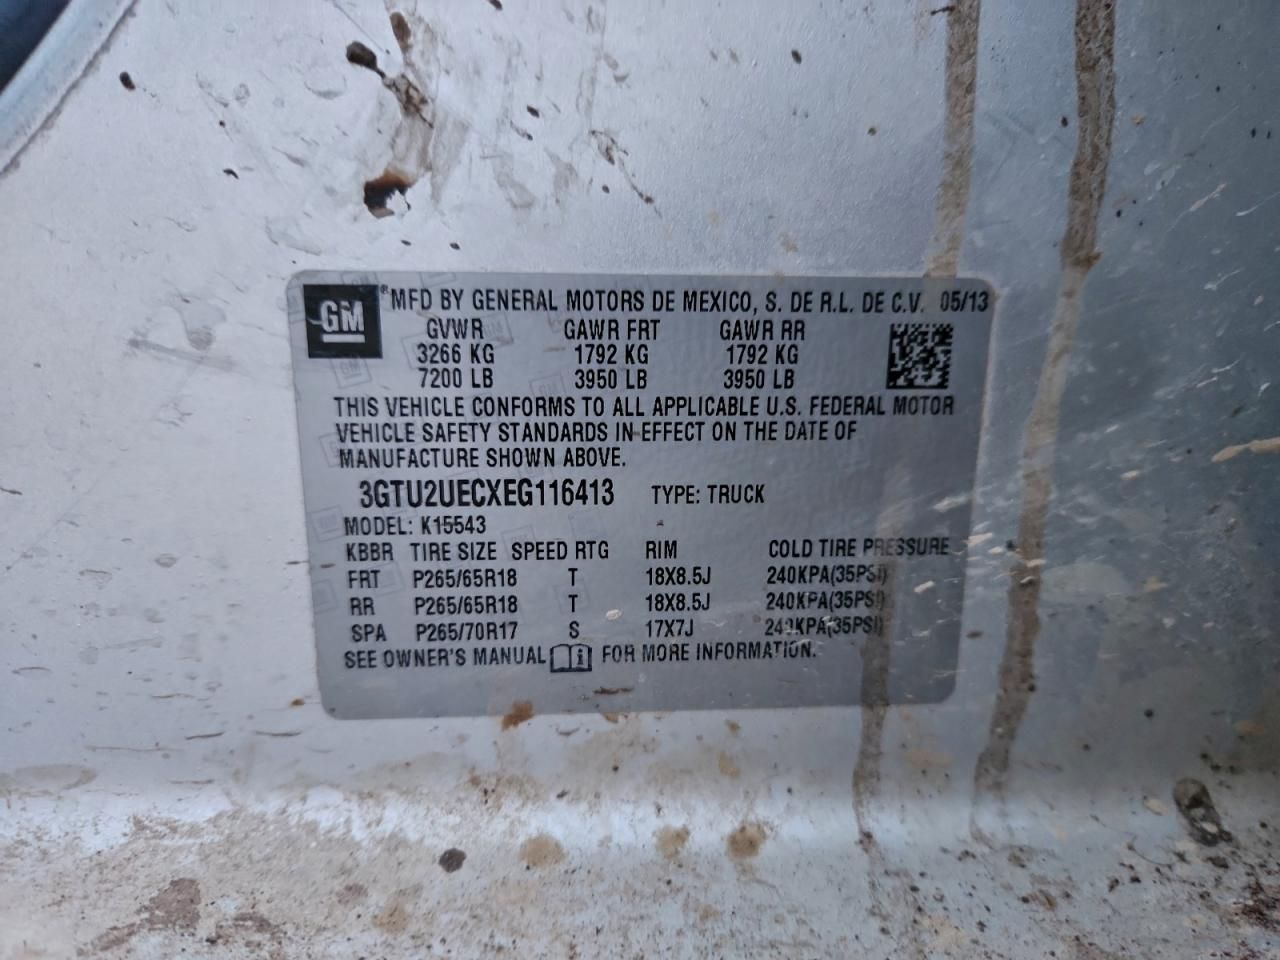 GM ® MFD BY GENERAL MOTORS DE MEXICO, S. DE R.L. DE C.V. 05/13
GVWR GAWR FRT GAWR RR
3266 KG 1792 KG 1792 KG
7200 LB 3950 LB 3950 LB
THIS VEHICLE CONFORMS TO ALL APPLICABLE U.S. FEDERAL MOTOR
VEHICLE SAFETY STANDARDS IN EFFECT ON THE DATE OF
MANUFACTURE SHOWN ABOVE.
3GTU2UECXEG116413 TYPE: TRUCK
MODEL: K15543
KBBR TIRE SIZE SPEED RTG RIM COLD TIRE PRESSURE
FRT P265/65R18 T 18X8.5J 240KPA(35PSI)
RR P265/65R18 T 18X8.5J 240KPA(35PSI)
SPA P265/70R17 S 17X7J 240KPA(35PSI)
SEE OWNER'S MANUAL FOR MORE INFORMATION.